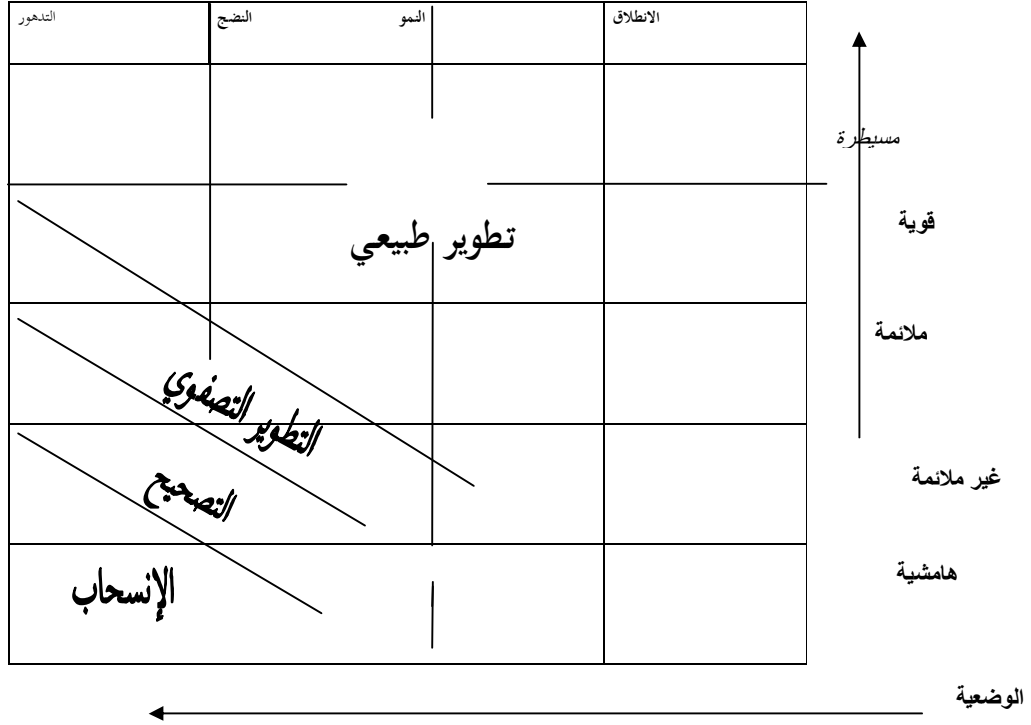 الانطلاق
النمو
النضج
التدهور
مسيطرة
قوية
تطوير طبيعي
ملائمة
التطوير التصفوي
غير ملائمة
التصحيح
هامشية
الإنسحاب
الوضعية